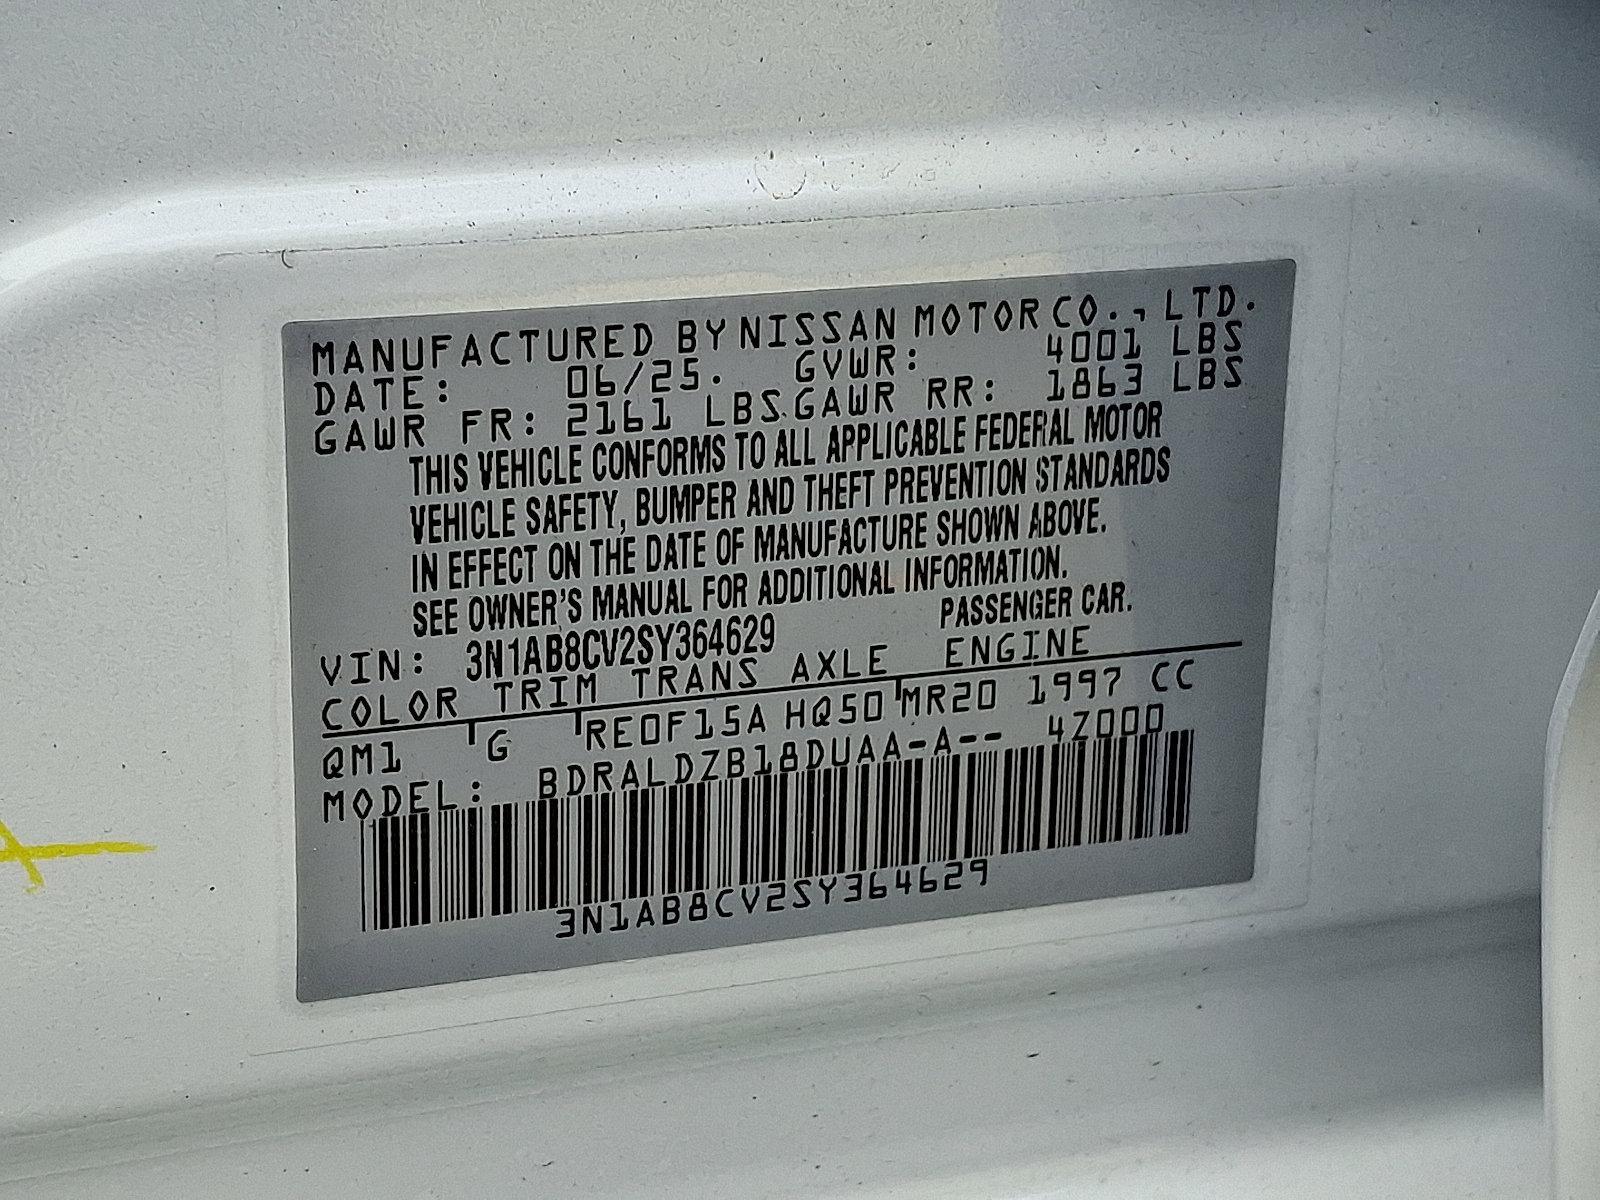 MANUFACTURED BY NISSAN MOTOR CO., LTD.
DATE: 06/25. GVWR: 4001 LBS
GAWR FR: 2161 LBS. GAWR RR: 1863 LBS
THIS VEHICLE CONFORMS TO ALL APPLICABLE FEDERAL MOTOR
VEHICLE SAFETY, BUMPER AND THEFT PREVENTION STANDARDS
IN EFFECT ON THE DATE OF MANUFACTURE SHOWN ABOVE.
SEE OWNER'S MANUAL FOR ADDITIONAL INFORMATION.
PASSENGER CAR.
VIN: 3N1AB8CV2SY364629
COLOR TRIM TRANS AXLE ENGINE
QM1 G RE0F15A HQ50 MR20 1997 CC
MODEL: BDRALDZB18DUAA-A-- 4Z000
3N1AB8CV2SY364629